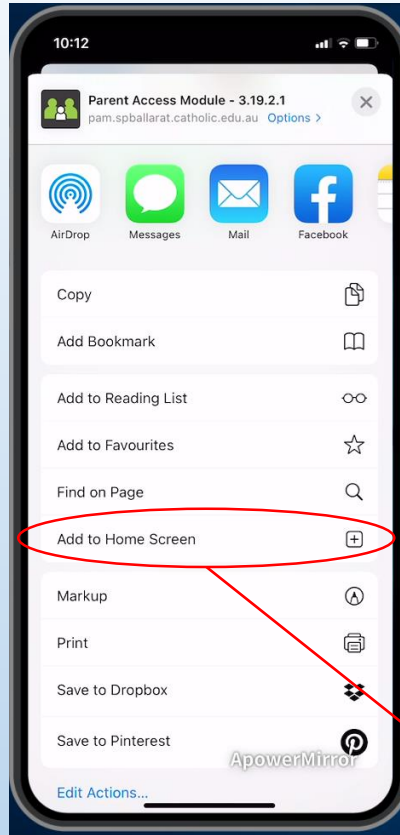 10:12
Parent Access Module - 3.19.2.1
pam.spballarat.catholic.edu.au Options >
AirDrop Messages Mail Facebook
Copy
Add Bookmark
Add to Reading List
Add to Favourites
Find on Page
Add to Home Screen
Markup
Print
Save to Dropbox
Save to Pinterest
ApowerMirror
Edit Actions...